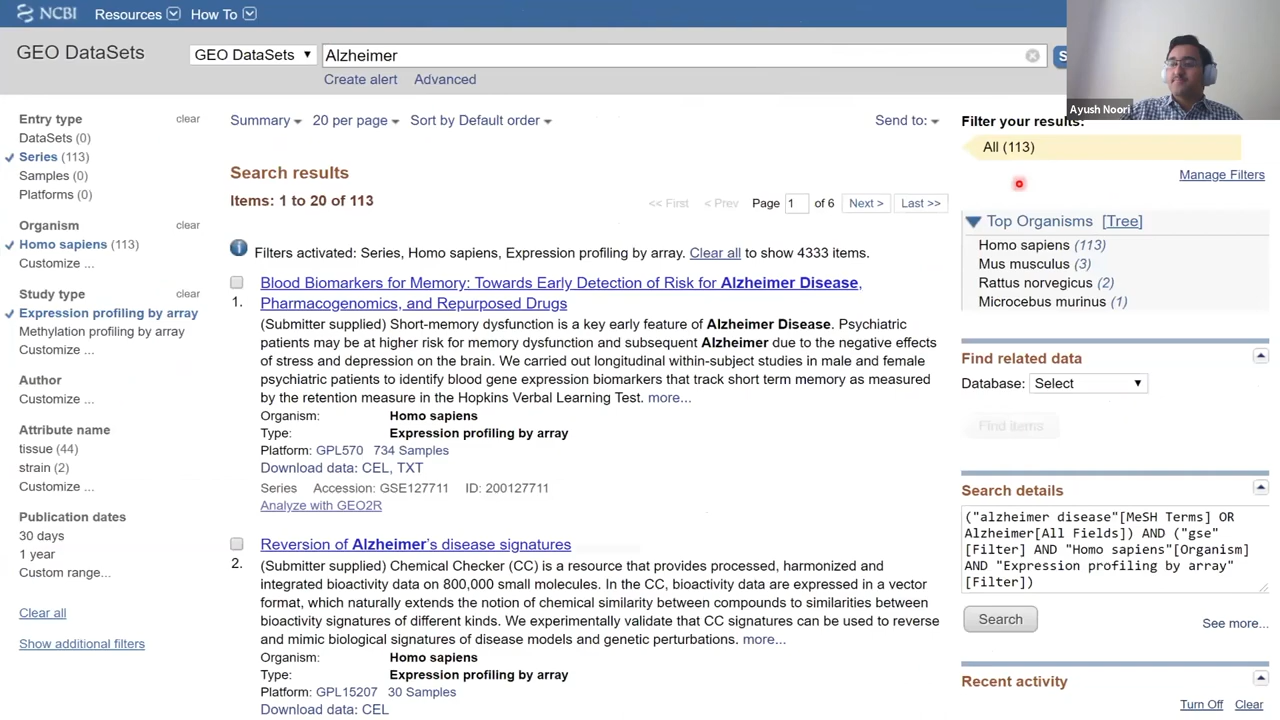 NCBI Resources How To
GEO DataSets
GEO DataSets
Alzheimer
Create alert Advanced
Ayush Noori
Entry type clear
DataSets (0)
Series (113)
Samples (0)
Platforms (0)
Organism clear
Homo sapiens (113)
Customize ...
Study type clear
Expression profiling by array
Methylation profiling by array
Customize ...
Author
Customize ...
Attribute name
tissue (44)
strain (2)
Customize ...
Publication dates
30 days
1 year
Custom range...
Clear all
Show additional filters
Summary 20 per page Sort by Default order Send to:
Search results
Items: 1 to 20 of 113
<< First < Prev Page 1 of 6 Next > Last >>
Filters activated: Series, Homo sapiens, Expression profiling by array. Clear all to show 4333 items.
Blood Biomarkers for Memory: Towards Early Detection of Risk for Alzheimer Disease,
1. Pharmacogenomics, and Repurposed Drugs
(Submitter supplied) Short-memory dysfunction is a key early feature of Alzheimer Disease. Psychiatric
patients may be at higher risk for memory dysfunction and subsequent Alzheimer due to the negative effects
of stress and depression on the brain. We carried out longitudinal within-subject studies in male and female
psychiatric patients to identify blood gene expression biomarkers that track short term memory as measured
by the retention measure in the Hopkins Verbal Learning Test. more...
Organism: Homo sapiens
Type: Expression profiling by array
Platform: GPL570 734 Samples
Download data: CEL, TXT
Series Accession: GSE127711 ID: 200127711
Analyze with GEO2R
Reversion of Alzheimer's disease signatures
2.
(Submitter supplied) Chemical Checker (CC) is a resource that provides processed, harmonized and
integrated bioactivity data on 800,000 small molecules. In the CC, bioactivity data are expressed in a vector
format, which naturally extends the notion of chemical similarity between compounds to similarities between
bioactivity signatures of different kinds. We experimentally validate that CC signatures can be used to reverse
and mimic biological signatures of disease models and genetic perturbations. more...
Organism: Homo sapiens
Type: Expression profiling by array
Platform: GPL15207 30 Samples
Download data: CEL
Filter your results:
All (113)
Manage Filters
Top Organisms [Tree]
Homo sapiens (113)
Mus musculus (3)
Rattus norvegicus (2)
Microcebus murinus (1)
Find related data
Database: Select
Find items
Search details
("alzheimer disease"[MeSH Terms] OR
Alzheimer[All Fields]) AND ("gse"
[Filter] AND "Homo sapiens"[Organism]
AND "Expression profiling by array"
[Filter])
Search
See more...
Recent activity
Turn Off Clear